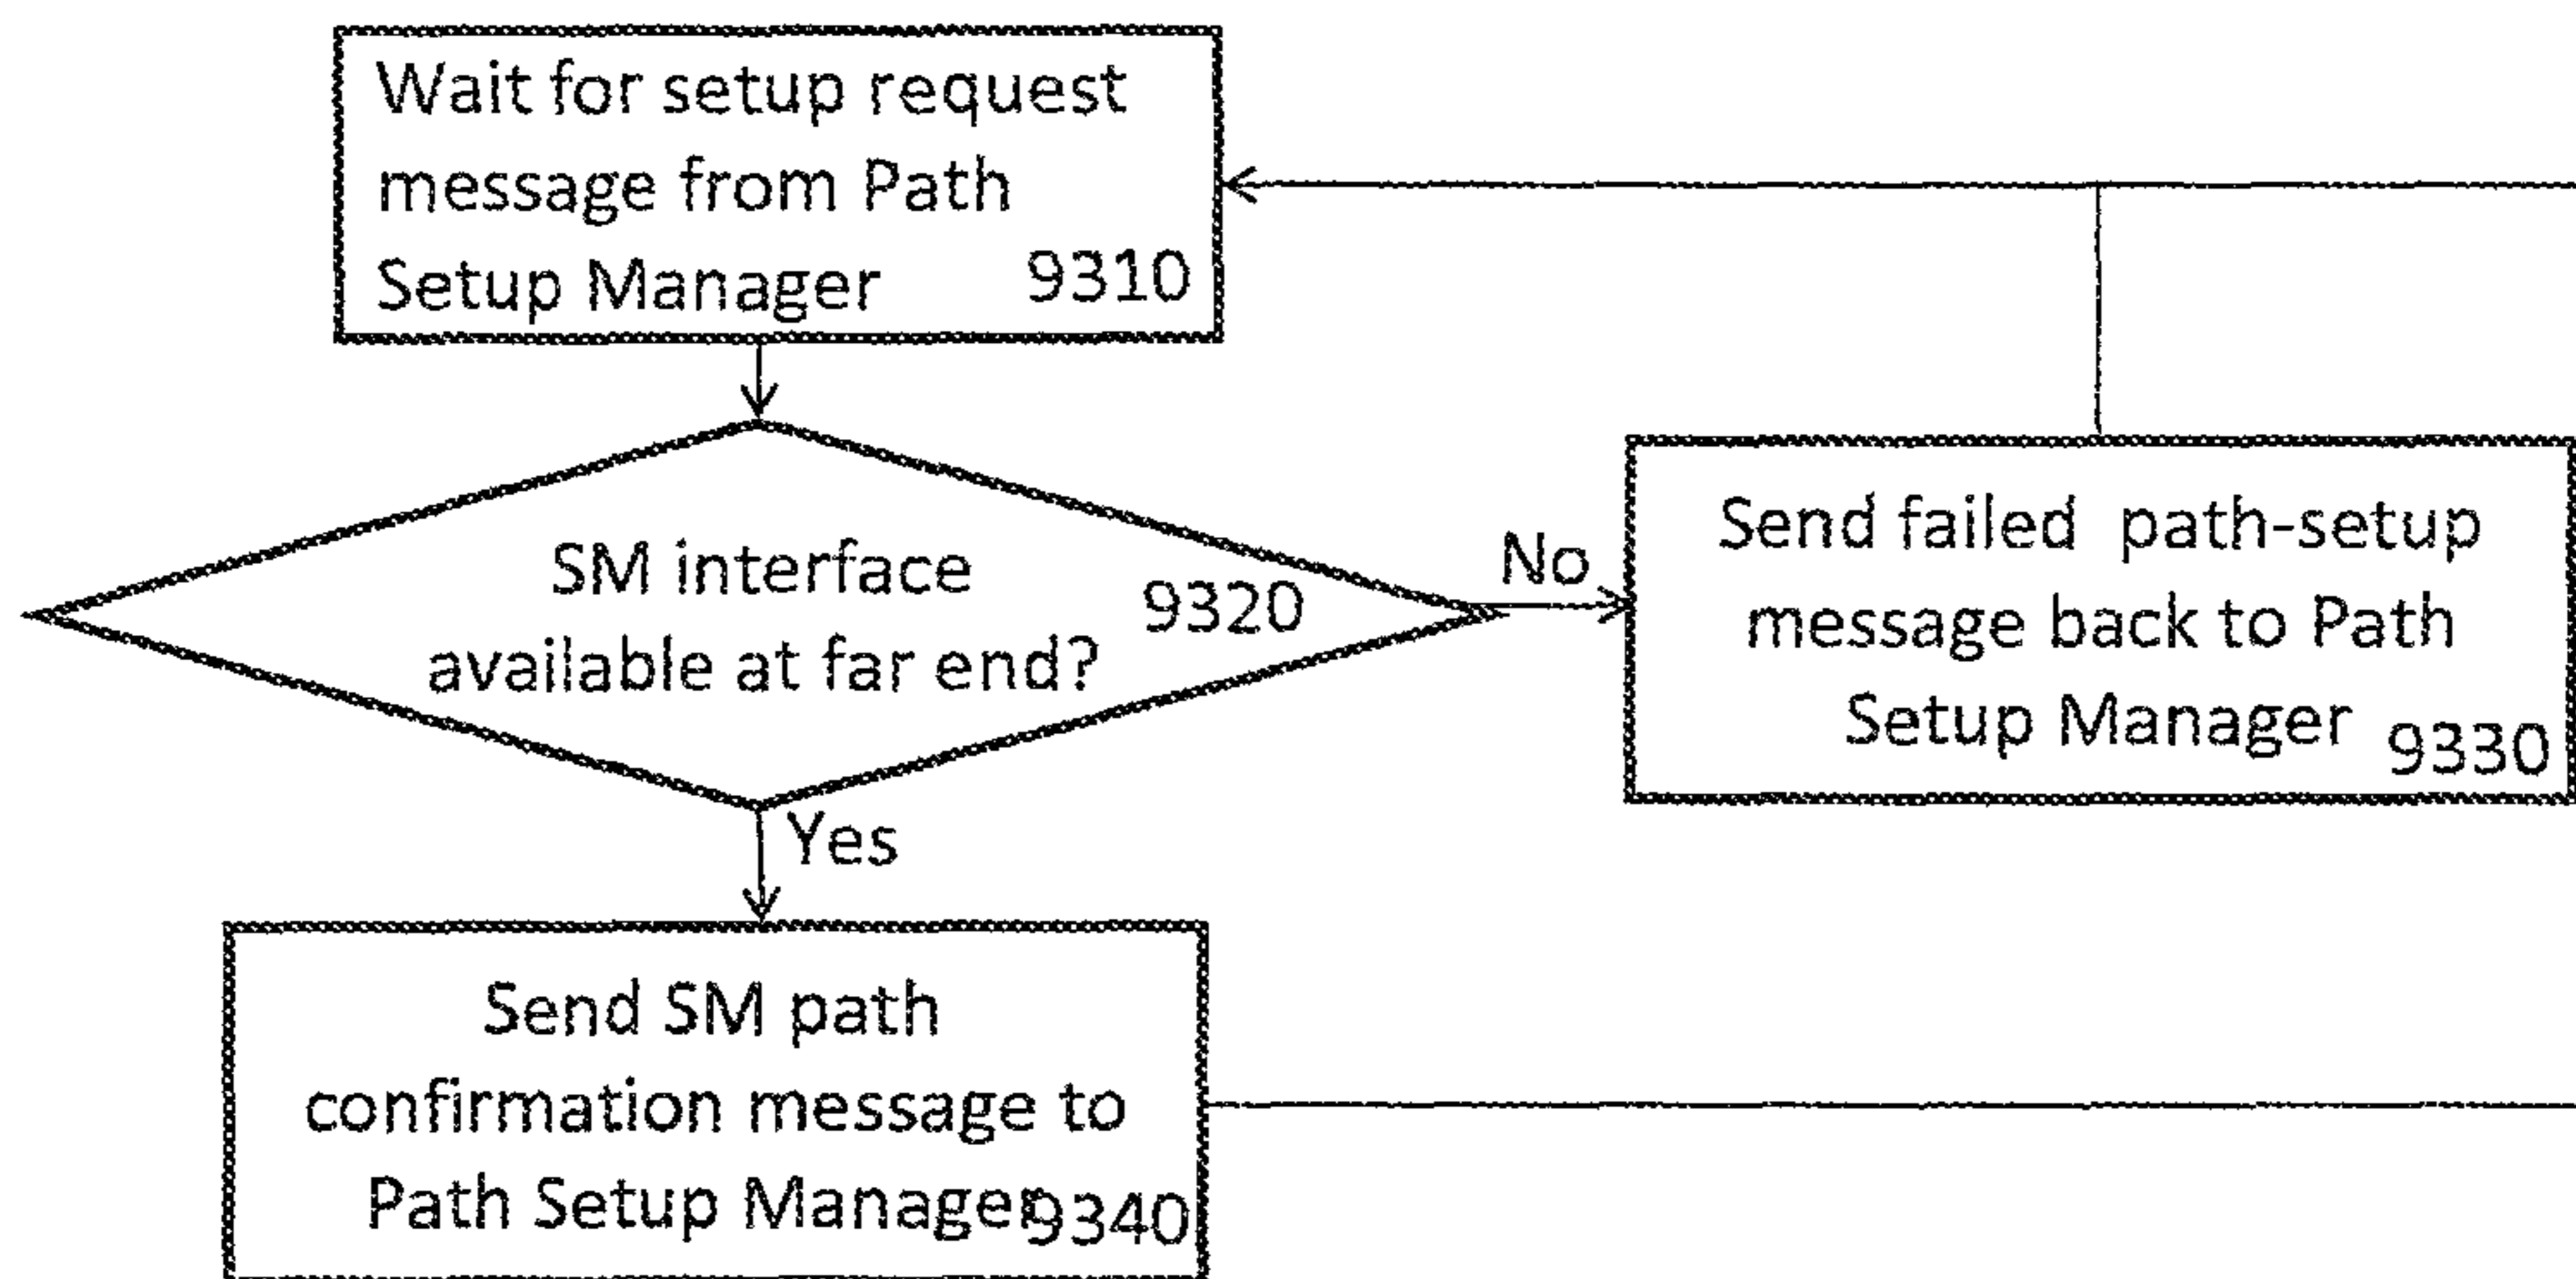 Wait for setup request
message from Path
Setup Manager 9310
SM interface
available at far end?
9320
No
Send failed path-setup
message back to Path
Setup Manager 9330
Yes
Send SM path
confirmation message to
Path Setup Manager 9340